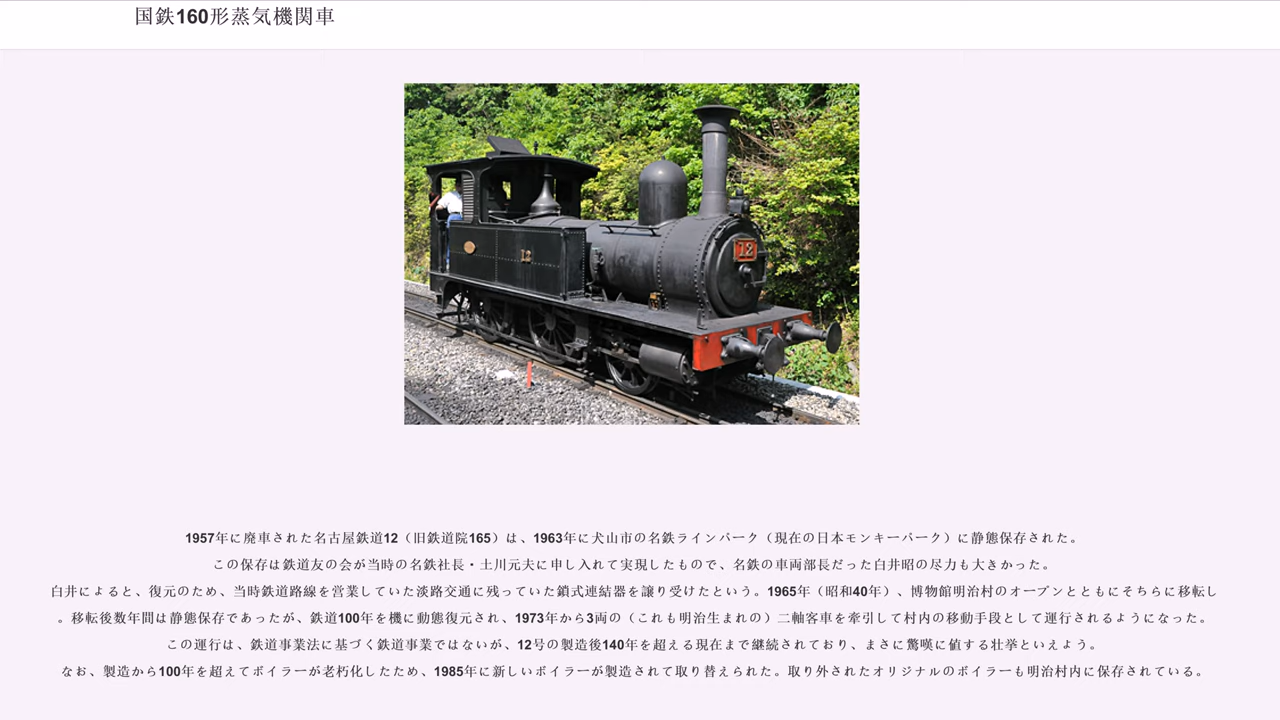 国鉄160形蒸気機関車
12
12
1957年に廃車された名古屋鉄道12（旧鉄道院165）は、1963年に犬山市の名鉄ラインパーク（現在の日本モンキーパーク）に静態保存された。
この保存は鉄道友の会が当時の名鉄社長・土川元夫に申し入れて実現したもので、名鉄の車両部長だった白井昭の尽力も大きかった。
白井によると、復元のため、当時鉄道路線を営業していた淡路交通に残っていた鎖式連結器を譲り受けたという。1965年（昭和40年）、博物館明治村のオープンとともにそちらに移転し
。移転後数年間は静態保存であったが、鉄道100年を機に動態復元され、1973年から3両の（これも明治生まれの）二軸客車を牽引して村内の移動手段として運行されるようになった。
この運行は、鉄道事業法に基づく鉄道事業ではないが、12号の製造後140年を超える現在まで継続されており、まさに驚嘆に値する壮挙といえよう。
なお、製造から100年を超えてボイラーが老朽化したため、1985年に新しいボイラーが製造されて取り替えられた。取り外されたオリジナルのボイラーも明治村内に保存されている。